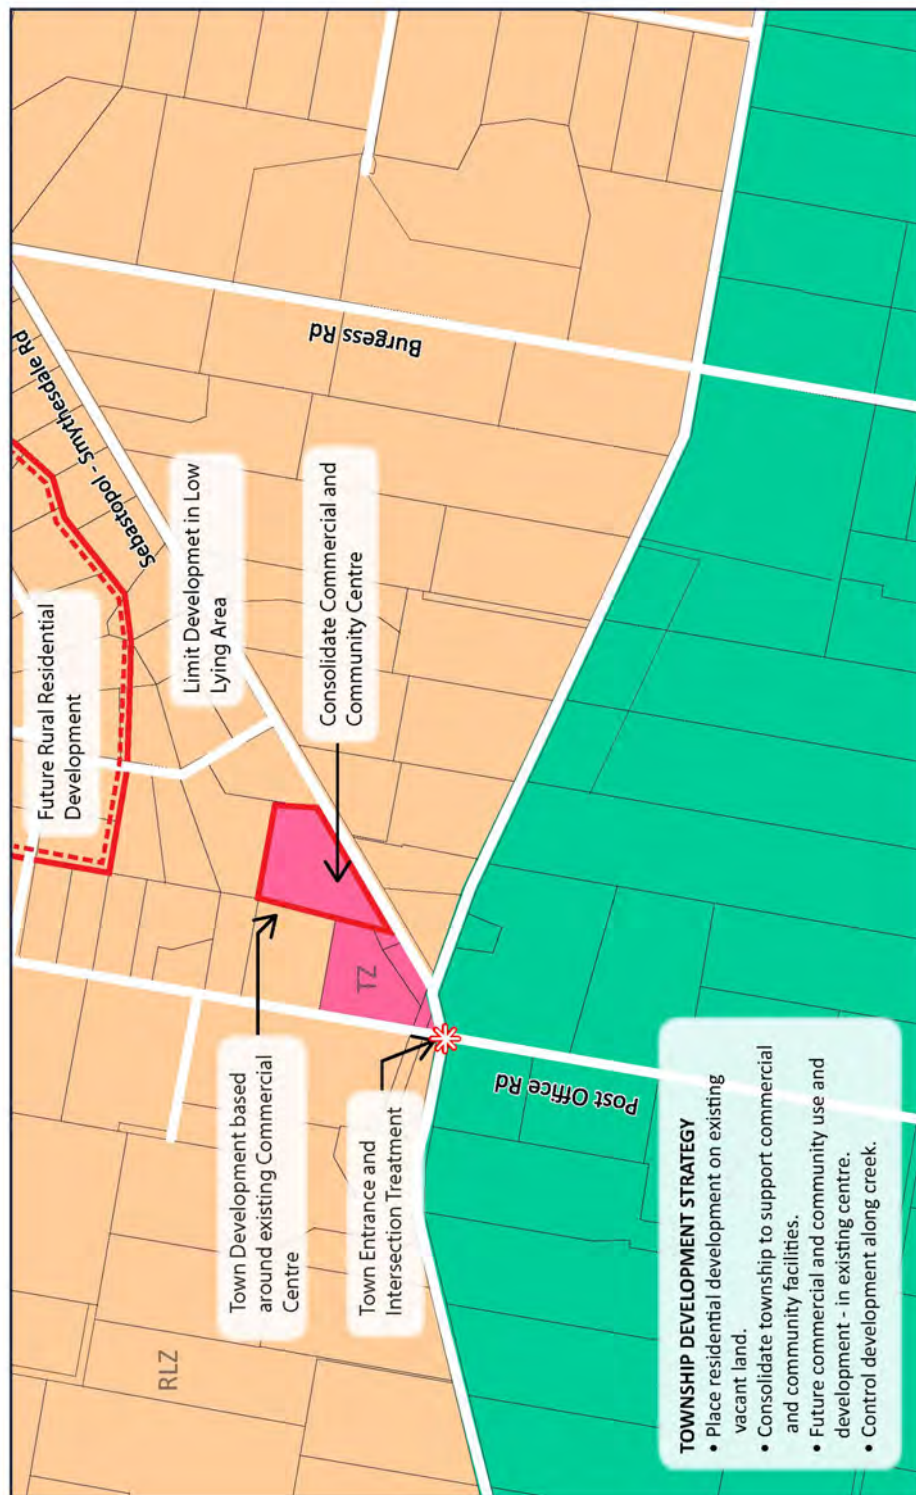 Future Rural Residential
Development
Sebastopol - Smythesdale Rd
Limit Developmet in Low
Lying Area
Burgess Rd
Consolidate Commercial and
Community Centre
Town Development based
around existing Commercial
Centre
TZ
RLZ
Town Entrance and
Intersection Treatment
Post Office Rd
TOWNSHIP DEVELOPMENT STRATEGY
• Place residential development on existing
vacant land.
• Consolidate township to support commercial
and community facilities.
• Future commercial and community use and
development - in existing centre.
• Control development along creek.